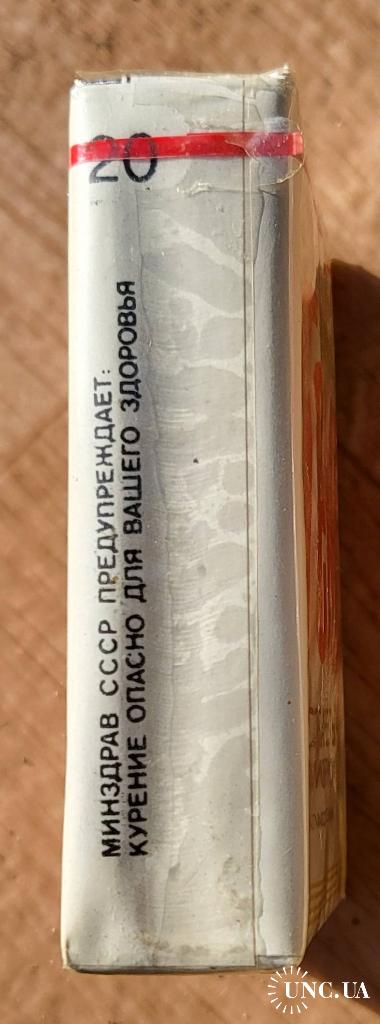 20
МИНЗДРАВ СССР ПРЕДУПРЕЖДАЕТ:
КУРЕНИЕ ОПАСНО ДЛЯ ВАШЕГО ЗДОРОВЬЯ
UNC.UA